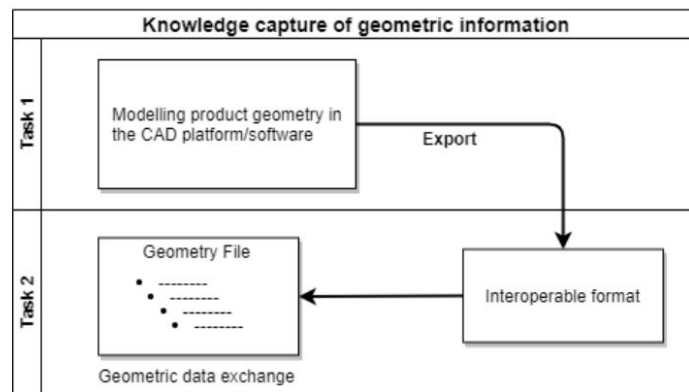 Knowledge capture of geometric information
Task 1
Modelling product geometry in
the CAD platform/software
Export
Task 2
Geometry File
• --------
• --------
• --------
• --------
Interoperable format
Geometric data exchange